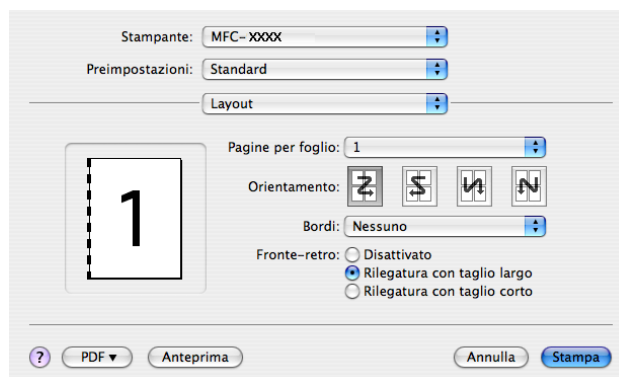 Stampante: MFC- XXXX
Preimpostazioni: Standard
Layout
Pagine per foglio: 1
Orientamento:
Bordi: Nessuno
Fronte-retro: Disattivato
Rilegatura con taglio largo
Rilegatura con taglio corto
1
? PDF ▼ Anteprima Annulla Stampa